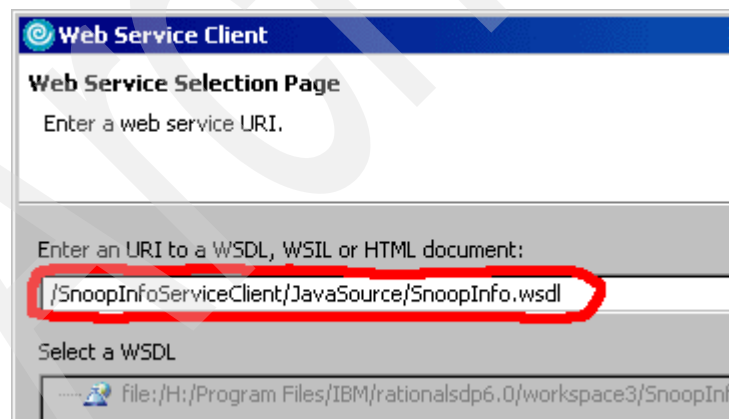 Web Service Client
Web Service Selection Page
Enter a web service URI.
Enter an URI to a WSDL, WSIL or HTML document:
/SnoopInfoServiceClient/JavaSource/SnoopInfo.wsdl
Select a WSDL
file:/H:/Program Files/IBM/rationalsdp6.0/workspace3/SnoopInf